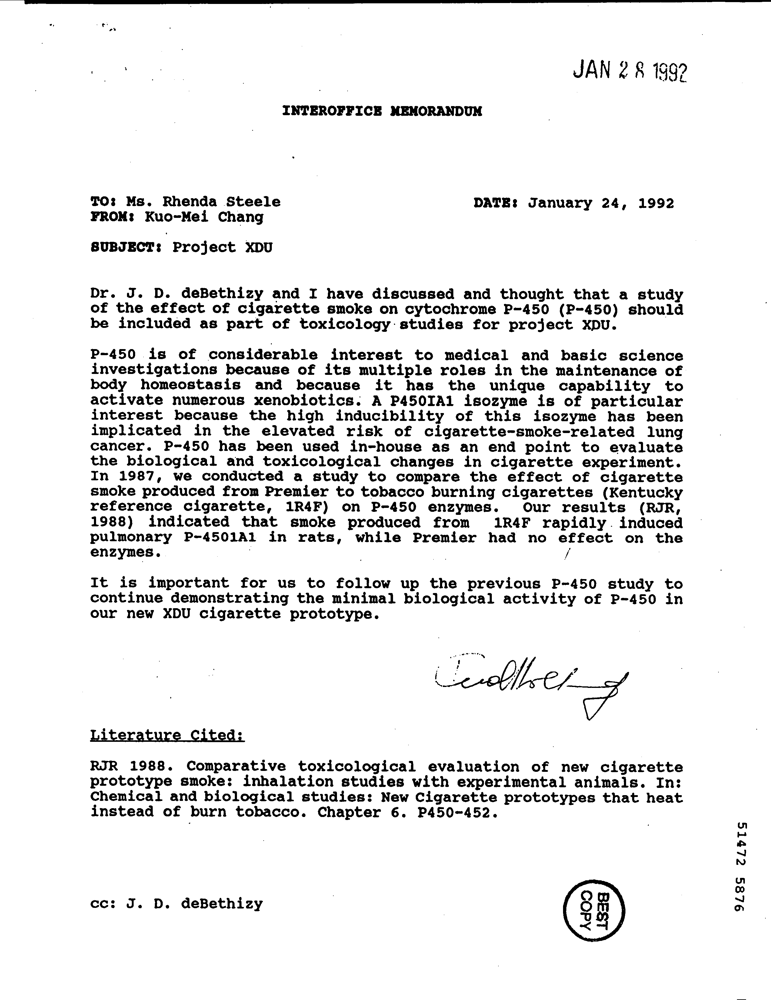 JAN 28 1992
INTEROFFICE MEMORANDUM
TO: Ms. Rhenda Steele DATE: January 24, 1992
FROM: Kuo-Mei Chang
SUBJECT: Project XDU
Dr. J. D. deBethizy and I have discussed and thought that a study
of the effect of cigarette smoke on cytochrome P-450 (P-450) should
be included as part of toxicology studies for project XDU.
P-450 is of considerable interest to medical and basic science
investigations because of its multiple roles in the maintenance of
body homeostasis and because it has the unique capability to
activate numerous xenobiotics. A P450IA1 isozyme is of particular
interest because the high inducibility of this isozyme has been
implicated in the elevated risk of cigarette-smoke-related lung
cancer. P-450 has been used in-house as an end point to evaluate
the biological and toxicological changes in cigarette experiment.
In 1987, we conducted a study to compare the effect of cigarette
smoke produced from Premier to tobacco burning cigarettes (Kentucky
reference cigarette, 1R4F) on P-450 enzymes. Our results (RJR,
1988) indicated that smoke produced from 1R4F rapidly induced
pulmonary P-4501A1 in rats, while Premier had no effect on the
enzymes.
It is important for us to follow up the previous P-450 study to
continue demonstrating the minimal biological activity of P-450 in
our new XDU cigarette prototype.
Literature Cited:
RJR 1988. Comparative toxicological evaluation of new cigarette
prototype smoke: inhalation studies with experimental animals. In:
Chemical and biological studies: New Cigarette prototypes that heat
instead of burn tobacco. Chapter 6. P450-452.
cc: J. D. deBethizy
BEST
COPY
51472 5876